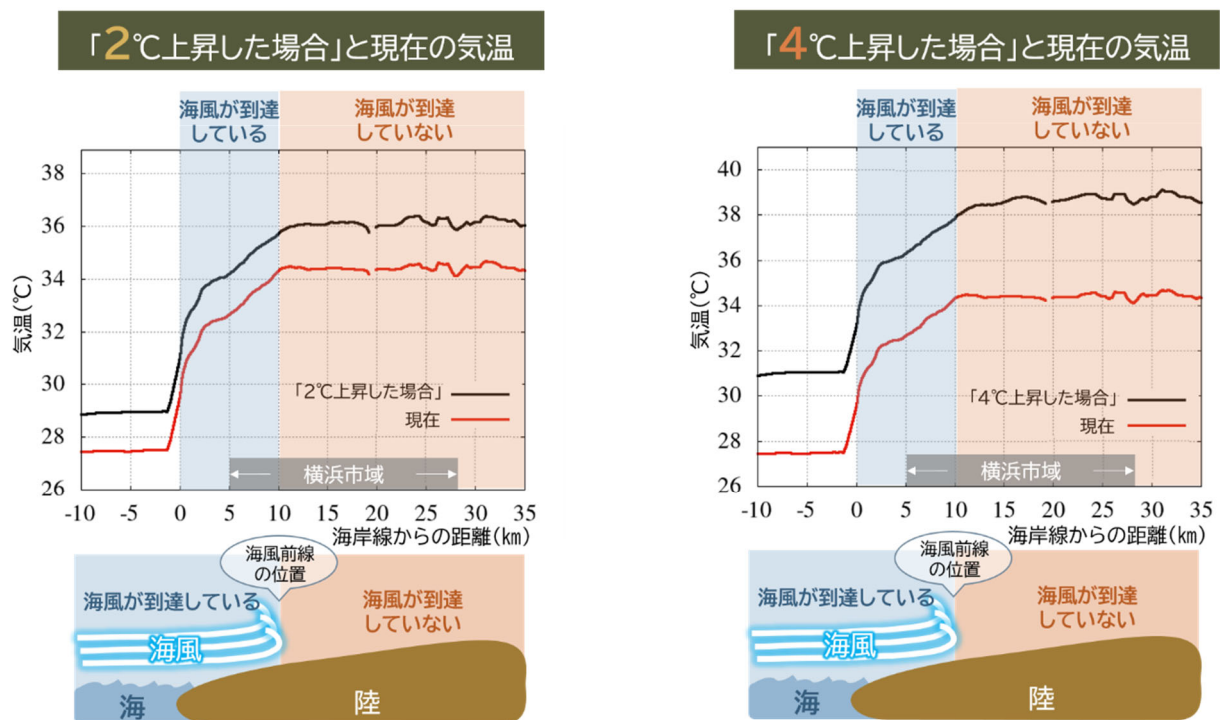 「2℃上昇した場合」と現在の気温
海風が到達
している
海風が到達
していない
気温(℃)
38
36
34
32
30
28
26
「2℃上昇した場合」
現在
横浜市域
-10 -5 0 5 10 15 20 25 30 35
海岸線からの距離(km)
海風前線
の位置
海風が到達している
海風が到達
していない
海風
海
陸
「4℃上昇した場合」と現在の気温
海風が到達
している
海風が到達
していない
気温(℃)
40
38
36
34
32
30
28
26
「4℃上昇した場合」
現在
横浜市域
-10 -5 0 5 10 15 20 25 30 35
海岸線からの距離(km)
海風前線
の位置
海風が到達している
海風が到達
していない
海風
海
陸